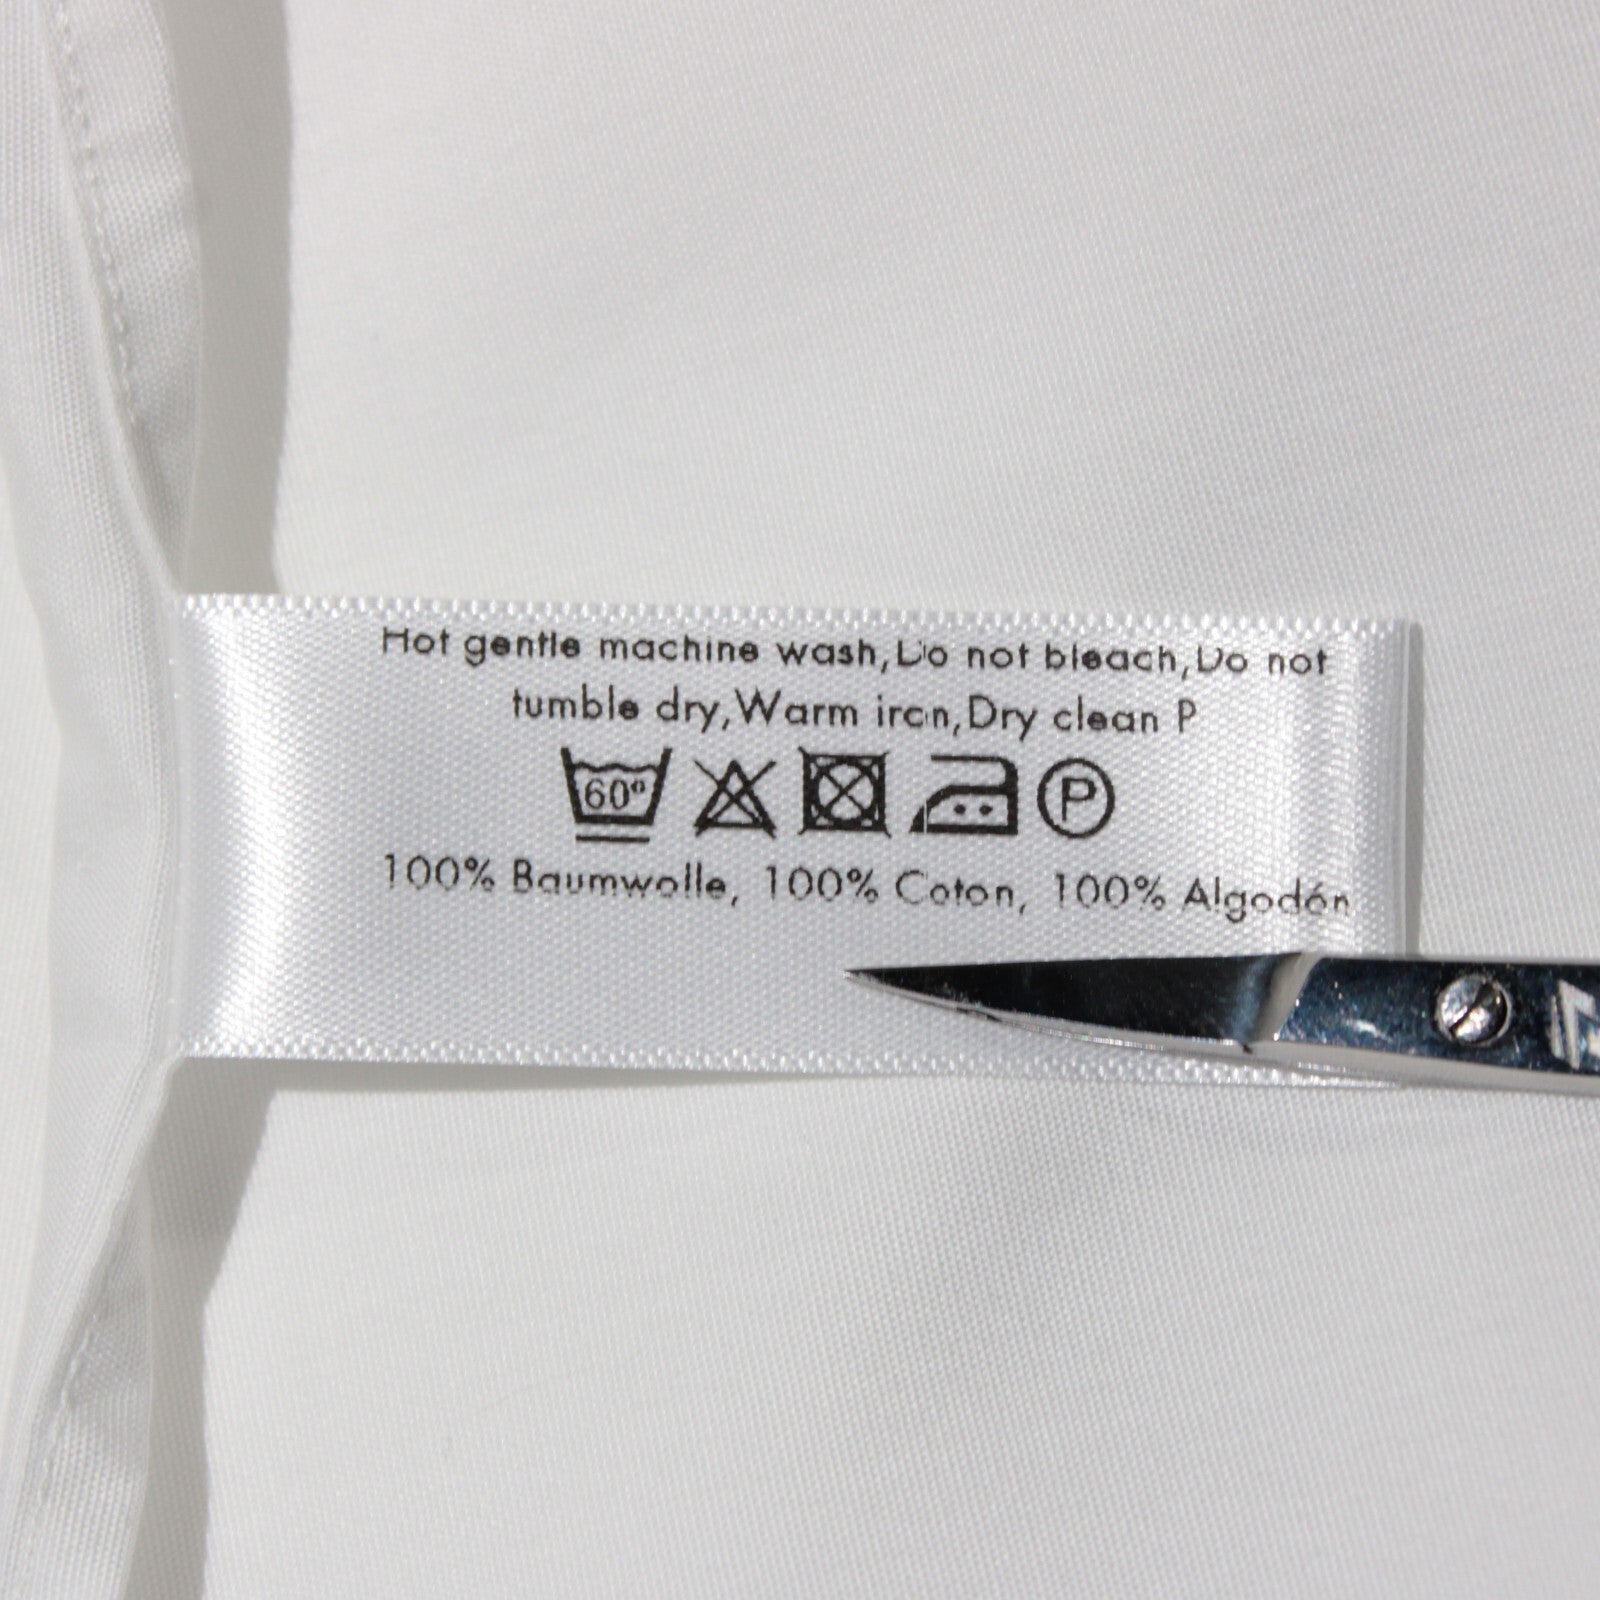 Hot gentle machine wash,Do not bleach,Do not
tumble dry,Warm iron,Dry clean P
60° P
100% Baumwolle, 100% Coton, 100% Algodón